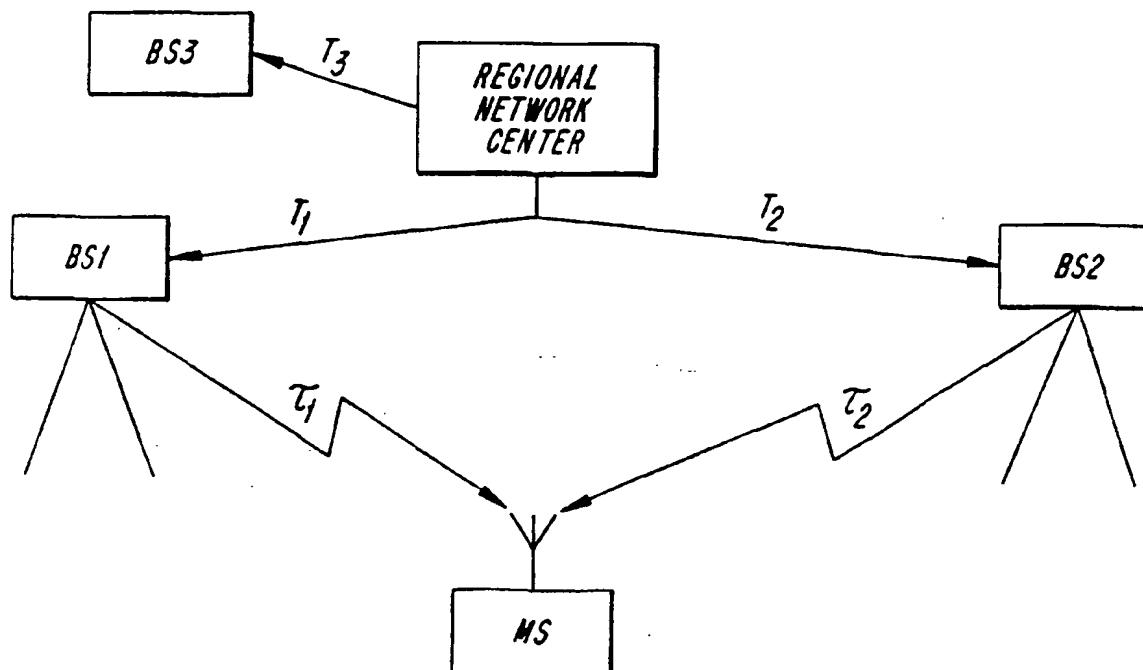 BS3
T3
REGIONAL
NETWORK
CENTER
T1
T2
BS1
BS2
τ1
τ2
MS